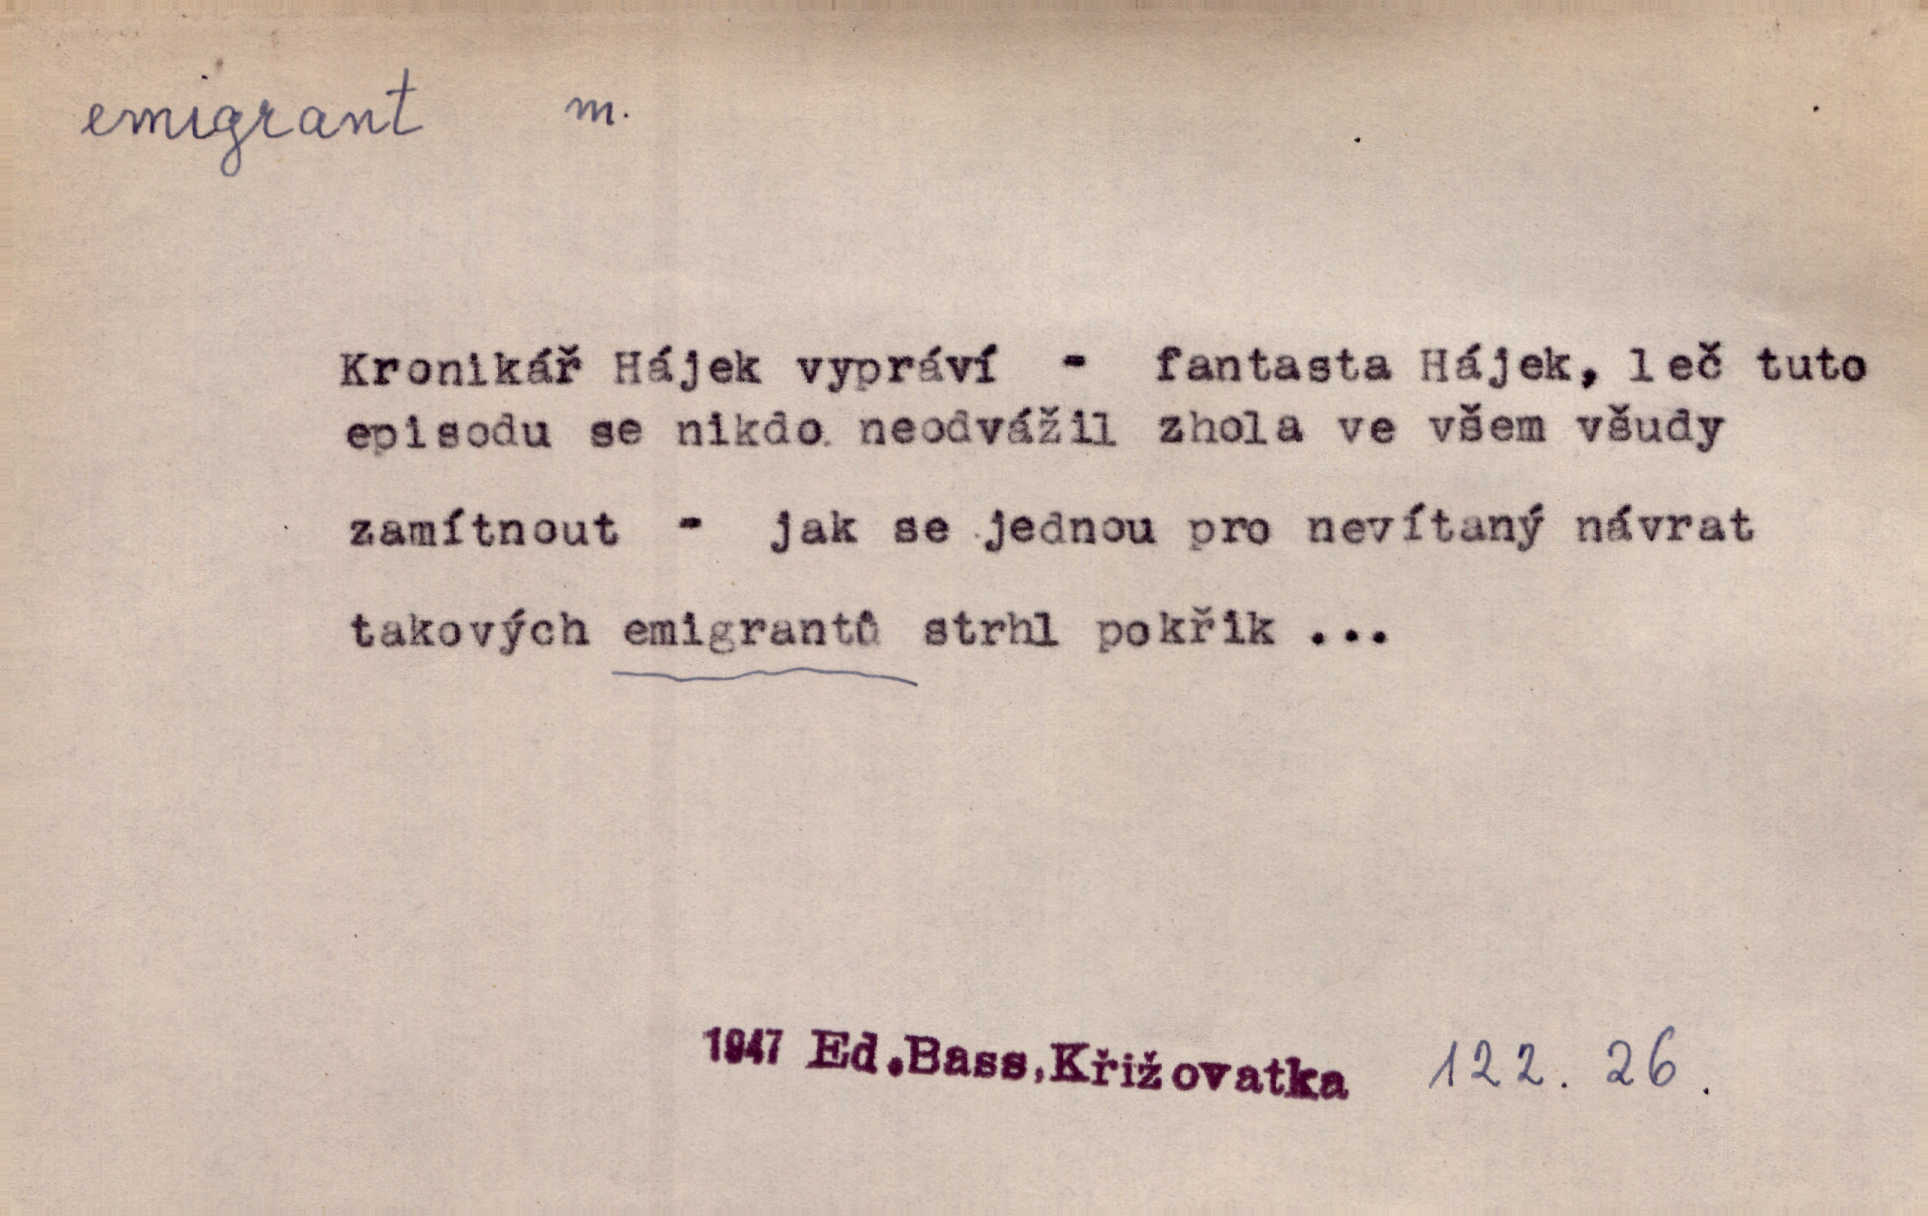 emigrant m.
Kronikář Hájek vypráví - fantasta Hájek, leč tuto
episodu se nikdo neodvážil zhola ve všem všudy
zamítnout - jak se jednou pro nevítaný návrat
takových emigrantů strhl pokřik ...
1947 Ed.Bass,Křižovatka 122. 26.